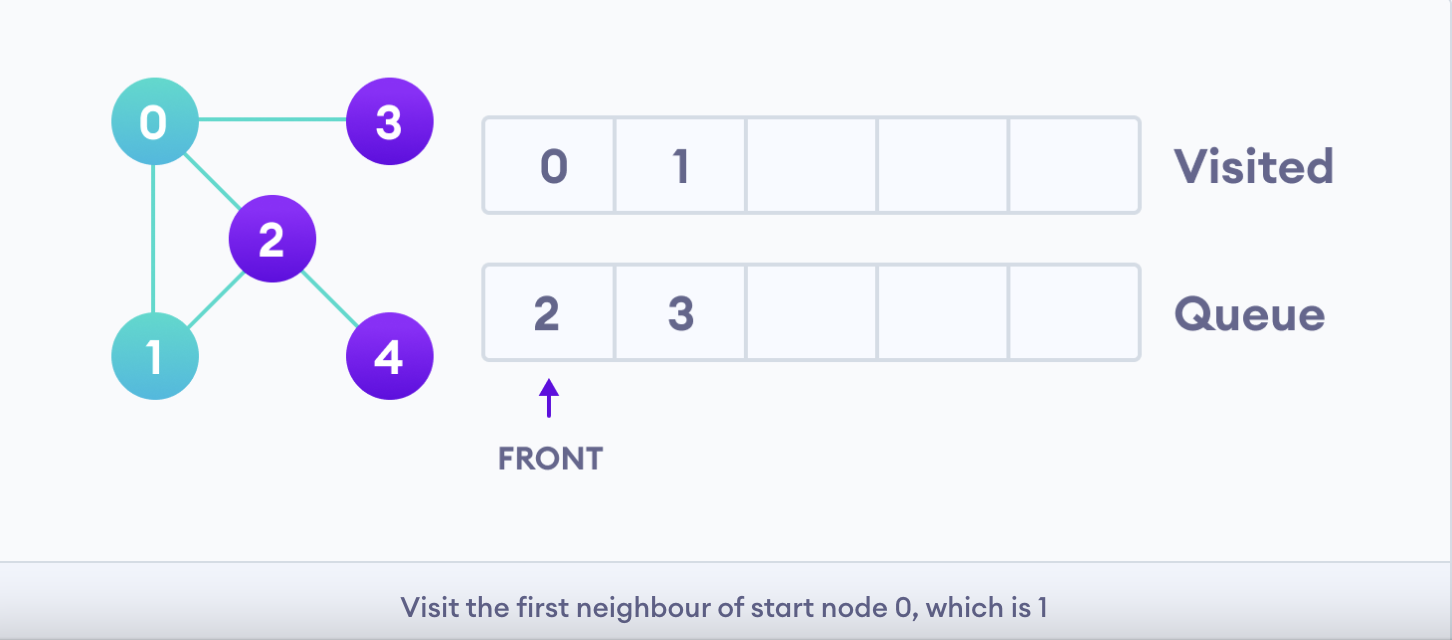 0
3
2
1
4
0 1
Visited
2 3
Queue
FRONT
Visit the first neighbour of start node 0, which is 1